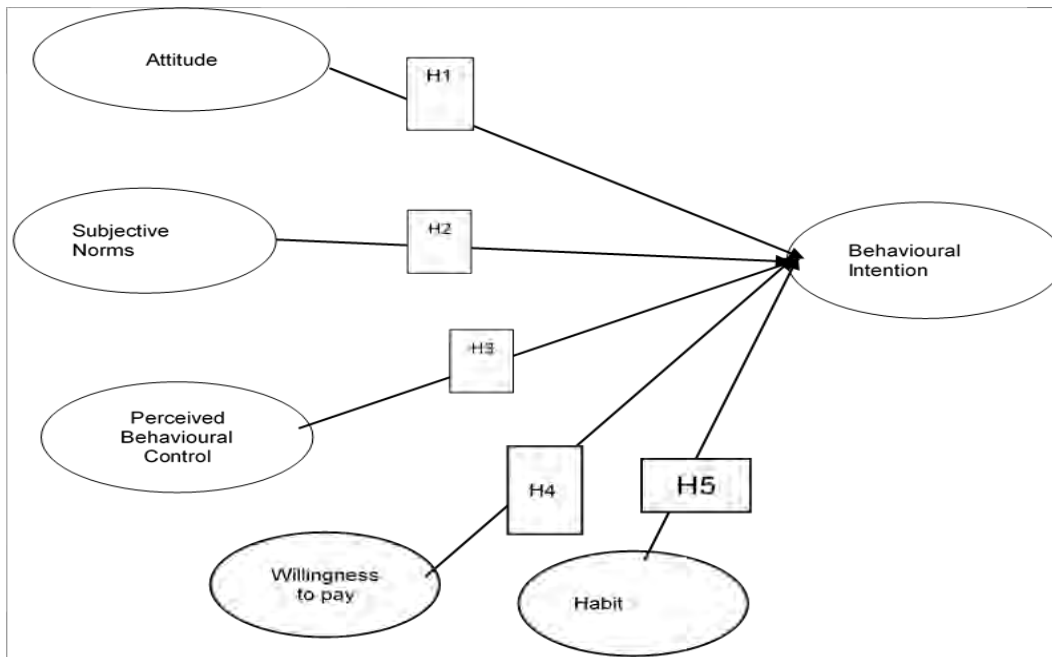 Attitude
H1
Subjective
Norms
H2
Behavioural
Intention
H3
Perceived
Behavioural
Control
H4
H5
Willingness
to pay
Habit